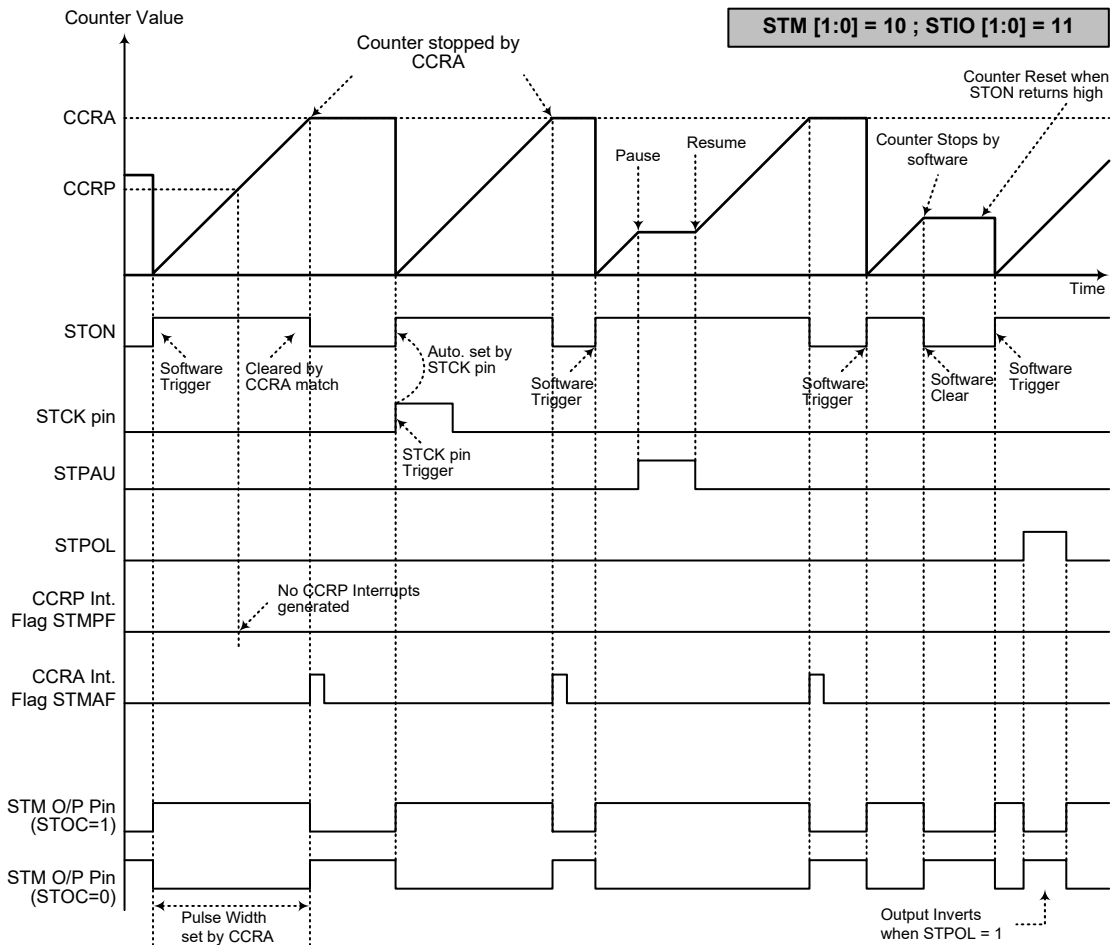 Counter Value
STM [1:0] = 10 ; STIO [1:0] = 11
Counter stopped by
CCRA
Counter Reset when
STON returns high
CCRA
Pause
Resume
Counter Stops by
software
CCRP
Time
STON
Software
Trigger
Cleared by
CCRA match
Auto. set by
STCK pin
Software
Trigger
Software
Trigger
Software
Clear
Software
Trigger
STCK pin
STCK pin
Trigger
STPAU
STPOL
CCRP Int.
Flag STMPF
No CCRP Interrupts
generated
CCRA Int.
Flag STMAF
STM O/P Pin
(STOC=1)
STM O/P Pin
(STOC=0)
Pulse Width
set by CCRA
Output Inverts
when STPOL = 1